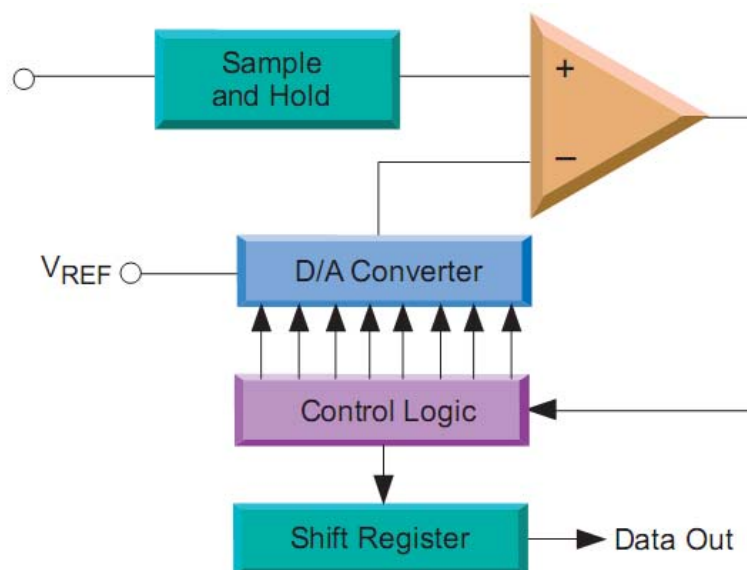 Sample
and Hold
+
−
VREF
D/A Converter
Control Logic
Shift Register
Data Out